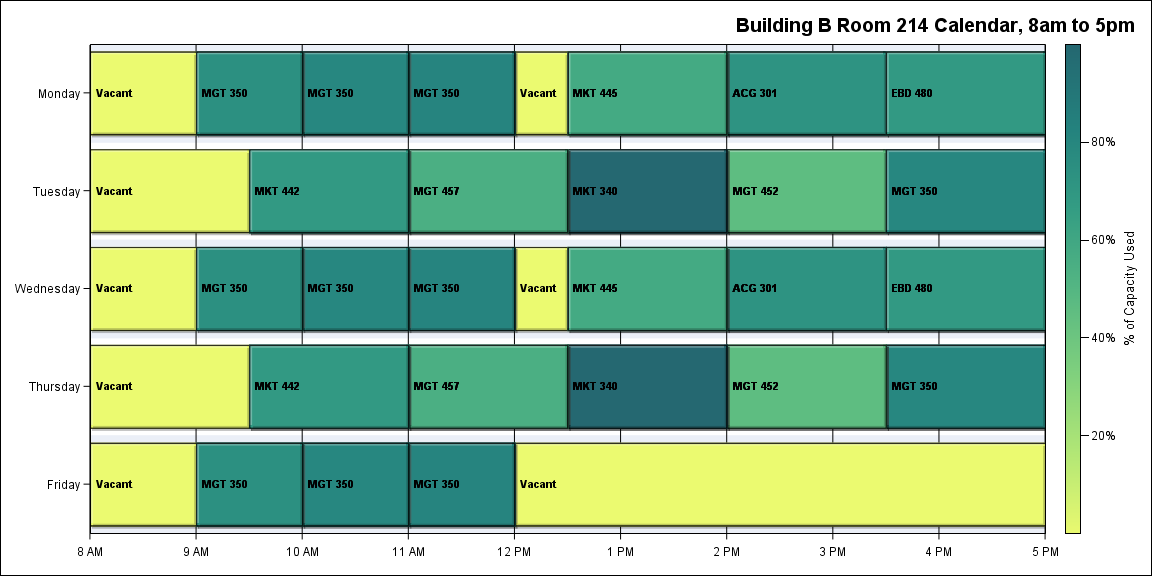 Building B Room 214 Calendar, 8am to 5pm
Monday
Vacant
MGT 350
MGT 350
MGT 350
Vacant
MKT 445
ACG 301
EBD 480
Tuesday
Vacant
MKT 442
MGT 457
MKT 340
MGT 452
MGT 350
Wednesday
Vacant
MGT 350
MGT 350
MGT 350
Vacant
MKT 445
ACG 301
EBD 480
Thursday
Vacant
MKT 442
MGT 457
MKT 340
MGT 452
MGT 350
Friday
Vacant
MGT 350
MGT 350
MGT 350
Vacant
8 AM
9 AM
10 AM
11 AM
12 PM
1 PM
2 PM
3 PM
4 PM
5 PM
80%
60%
40%
20%
% of Capacity Used